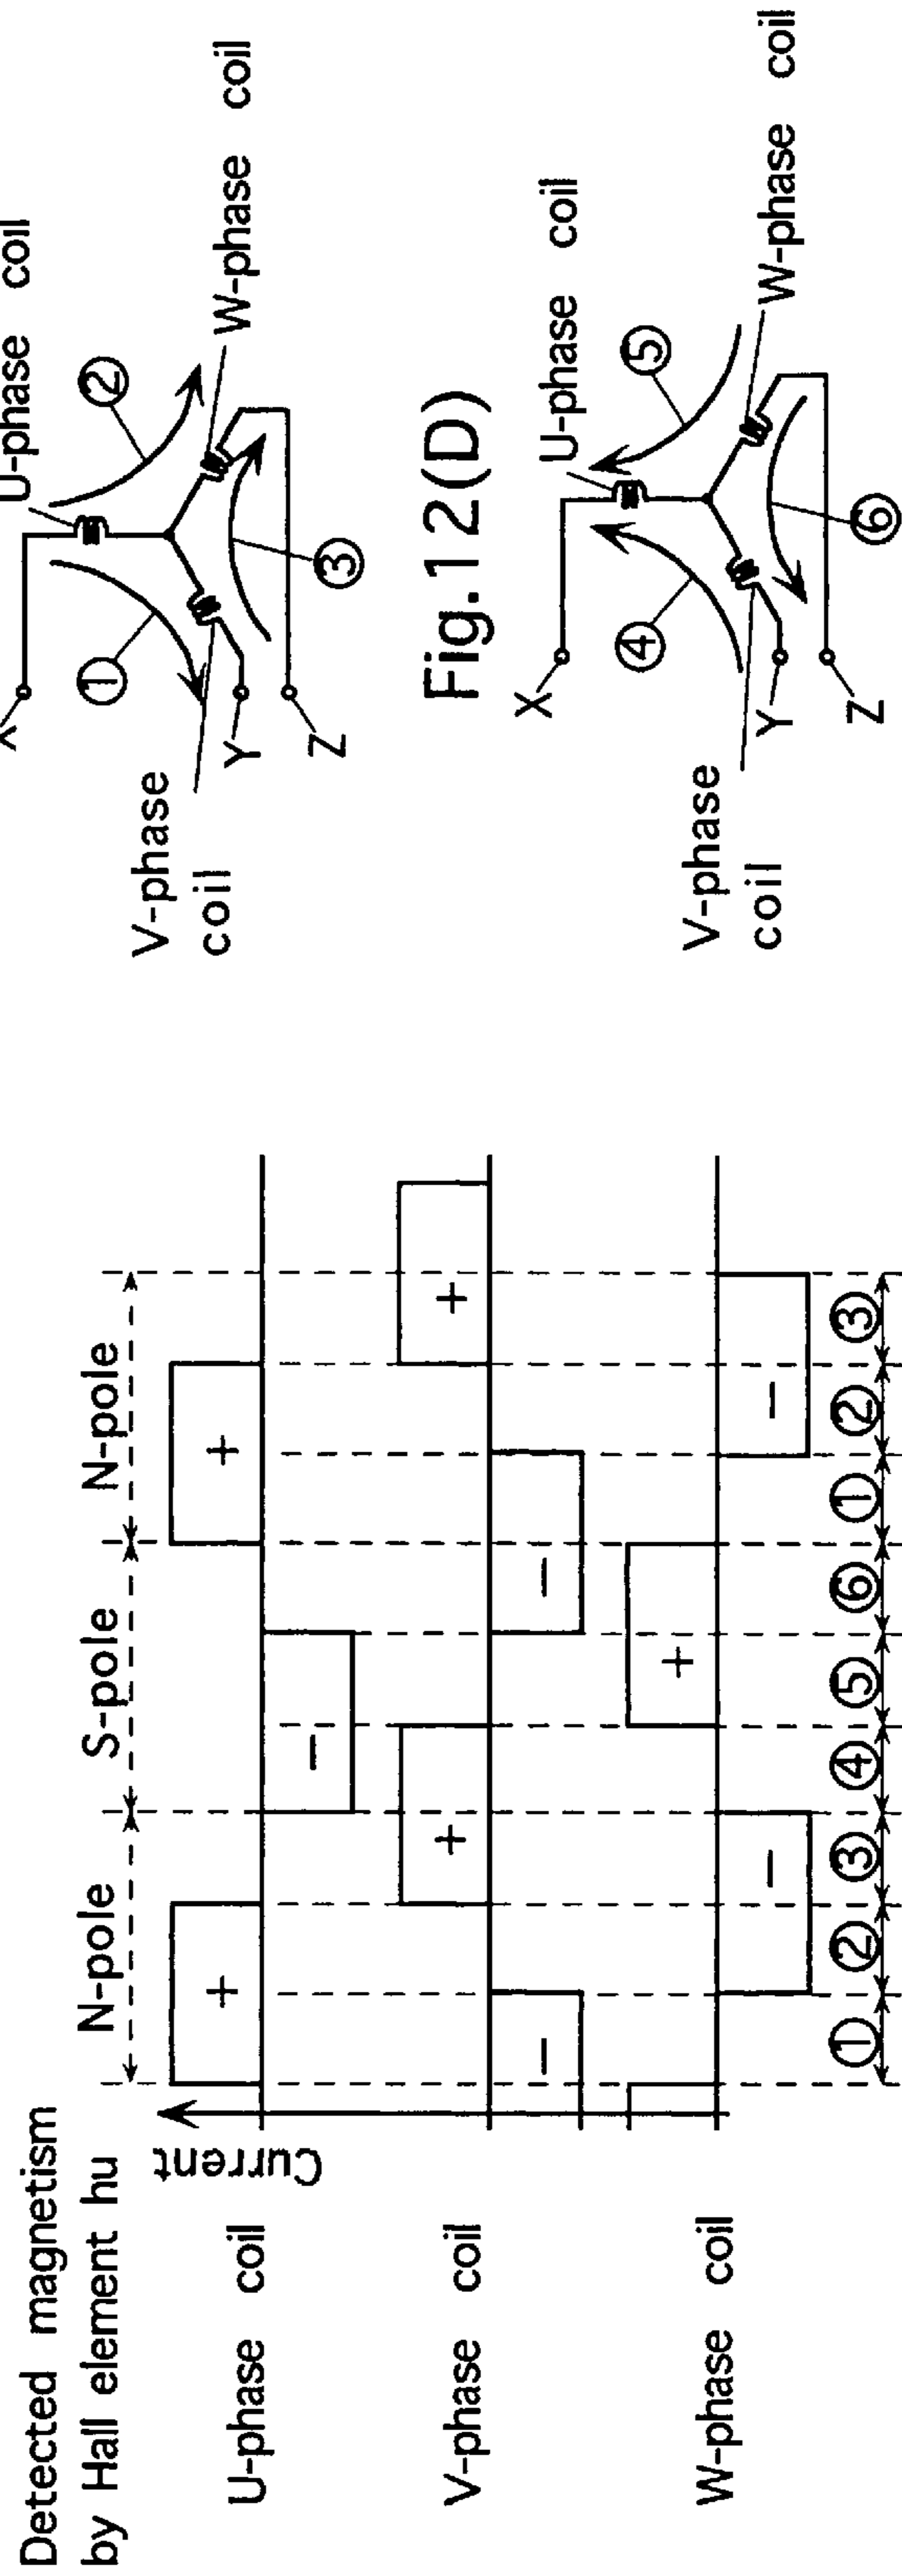 Detected magnetism
by Hall element hu
N-pole S-pole N-pole
Current
U-phase coil
+ − +
V-phase coil
− + − +
W-phase coil
− + −
① ② ③ ④ ⑤ ⑥ ① ② ③
U-phase coil
①
②
V-phase
coil
W-phase coil
Y
③
Z
Fig.12(D)
X
U-phase coil
④
⑤
V-phase
coil
W-phase coil
Y
⑥
Z